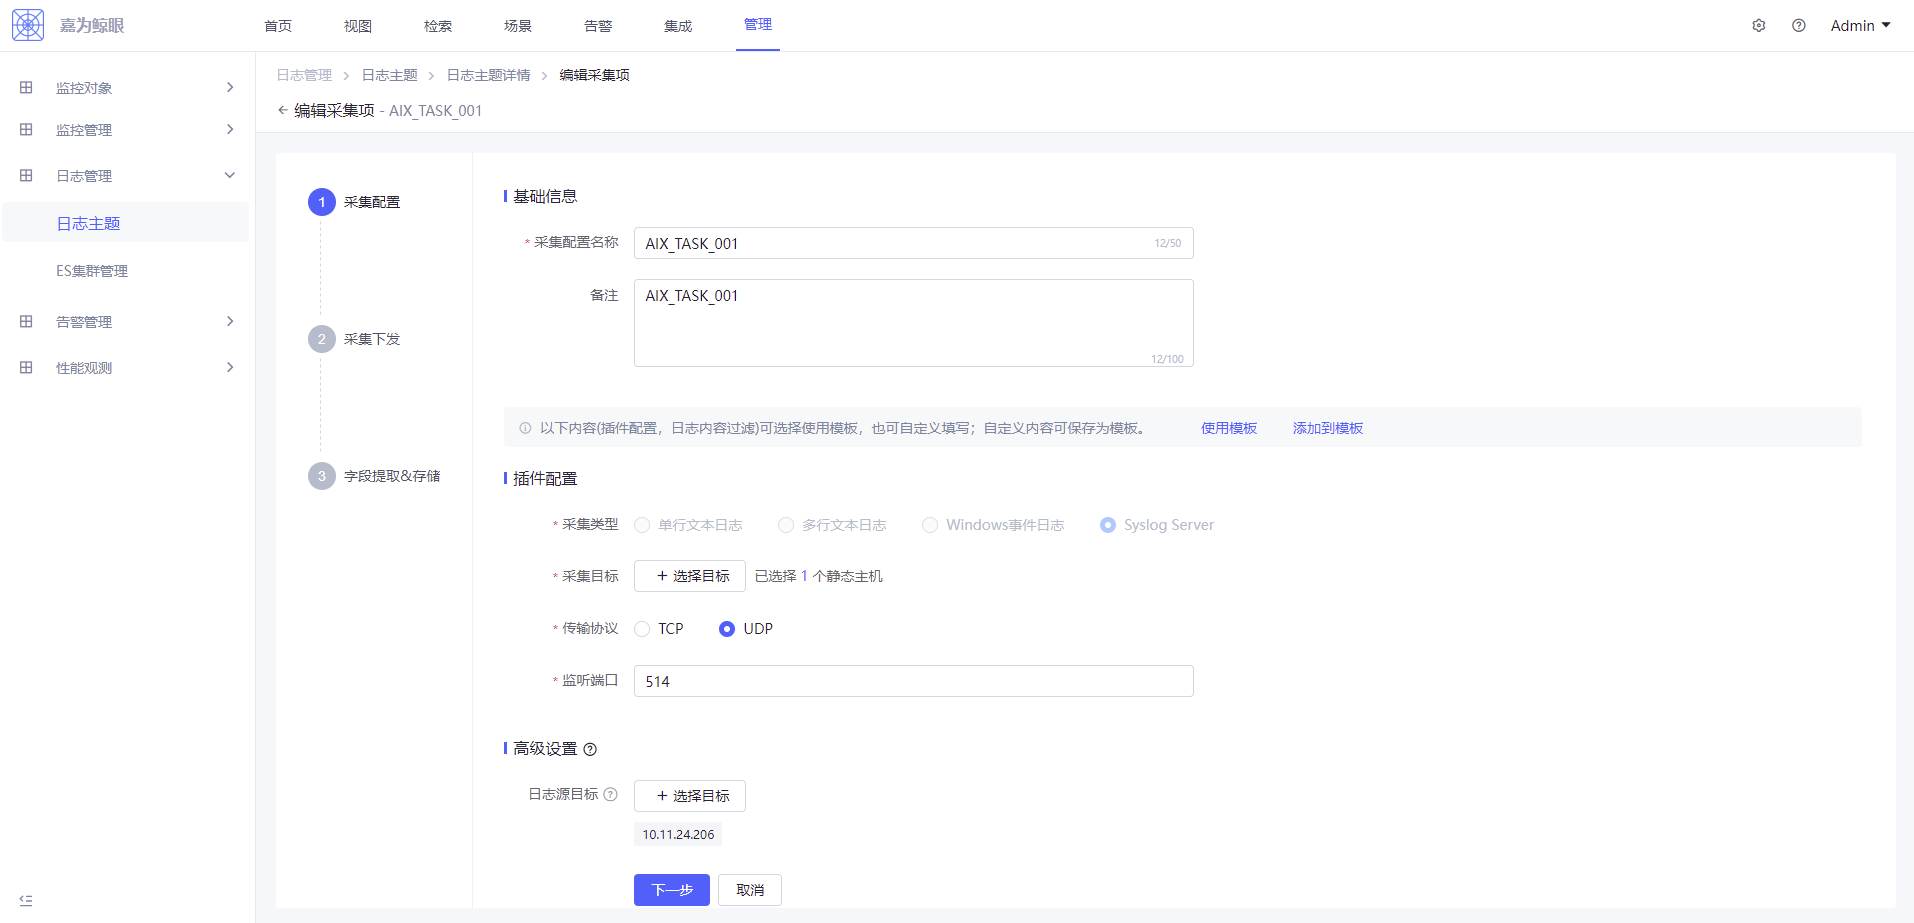 嘉为鲸眼
首页 视图 检索 场景 告警 集成 管理
Admin
监控对象
监控管理
日志管理
日志主题
ES集群管理
告警管理
性能观测
日志管理 > 日志主题 > 日志主题详情 > 编辑采集项
← 编辑采集项 - AIX_TASK_001
1 采集配置
2 采集下发
3 字段提取&存储
基础信息
* 采集配置名称 AIX_TASK_001 12/50
备注 AIX_TASK_001
12/100
以下内容(插件配置，日志内容过滤)可选择使用模板，也可自定义填写；自定义内容可保存为模板。 使用模板 添加到模板
插件配置
* 采集类型 单行文本日志 多行文本日志 Windows事件日志 Syslog Server
* 采集目标 + 选择目标 已选择 1 个静态主机
* 传输协议 TCP UDP
* 监听端口 514
高级设置 ?
日志源目标 ? + 选择目标
10.11.24.206
下一步 取消